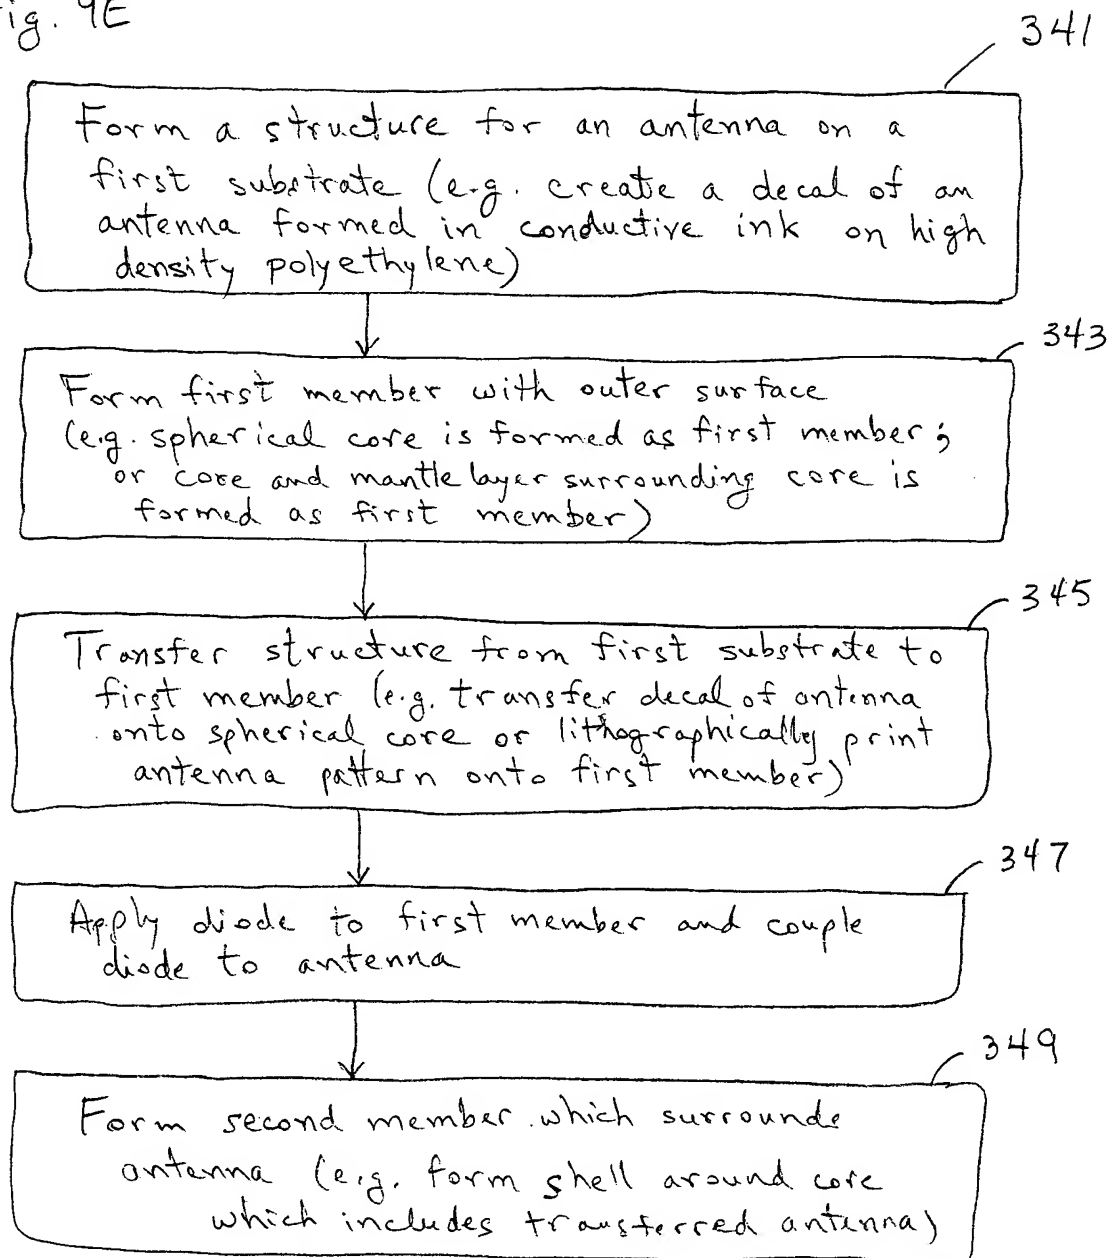 Fig. 9E
341
Form a structure for an antenna on a
first substrate (e.g. create a decal of an
antenna formed in conductive ink on high
density polyethylene)
343
Form first member with outer surface
(e.g. spherical core is formed as first member;
or core and mantle layer surrounding core is
formed as first member)
345
Transfer structure from first substrate to
first member (e.g. transfer decal of antenna
onto spherical core or lithographically print
antenna pattern onto first member)
347
Apply diode to first member and couple
diode to antenna
349
Form second member which surrounds
antenna (e.g. form shell around core
which includes transferred antenna)